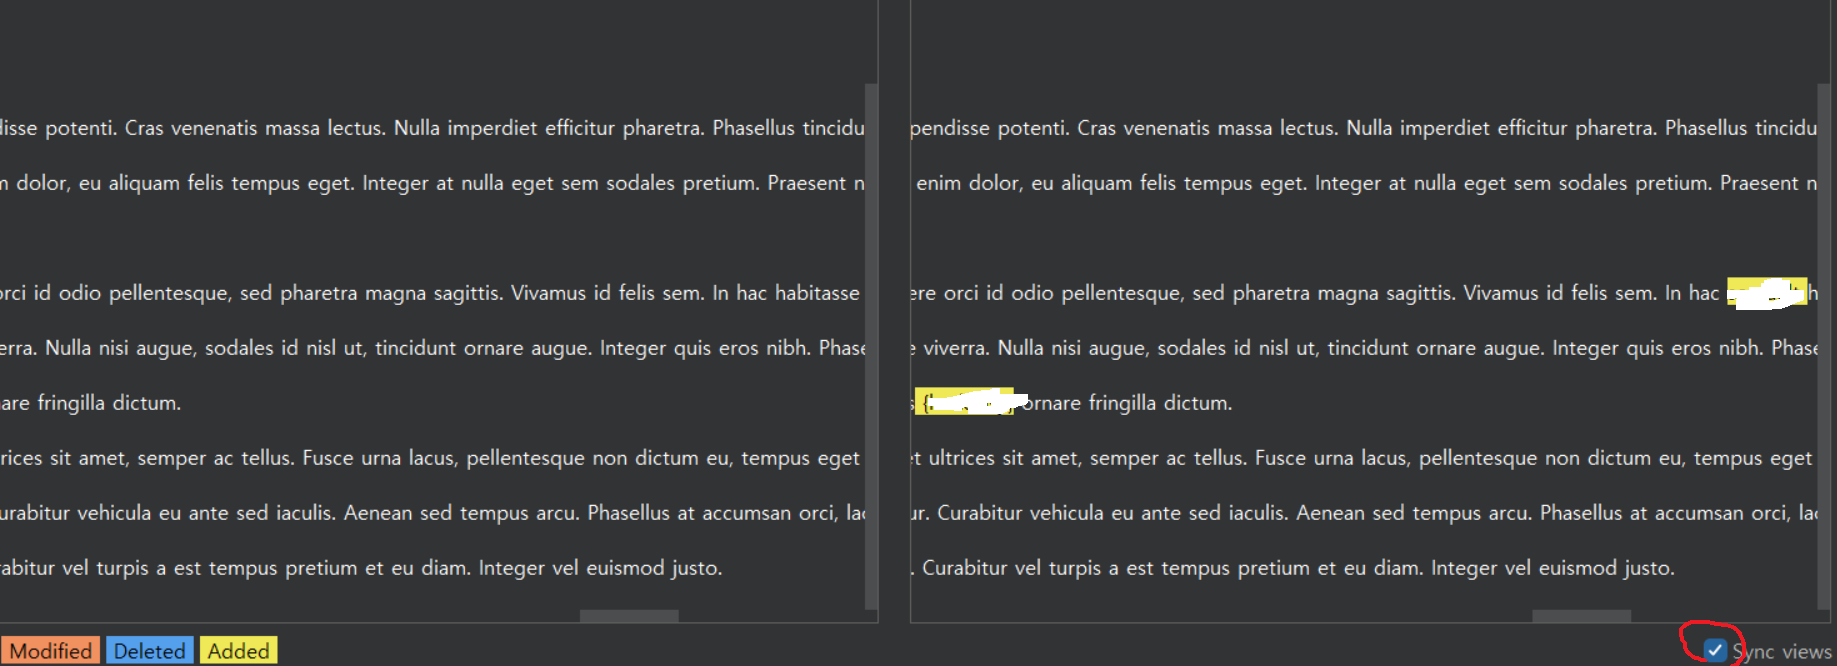 disse potenti. Cras venenatis massa lectus. Nulla imperdiet efficitur pharetra. Phasellus tincidu
m dolor, eu aliquam felis tempus eget. Integer at nulla eget sem sodales pretium. Praesent n
orci id odio pellentesque, sed pharetra magna sagittis. Vivamus id felis sem. In hac habitasse
erra. Nulla nisi augue, sodales id nisl ut, tincidunt ornare augue. Integer quis eros nibh. Phase
are fringilla dictum.
rices sit amet, semper ac tellus. Fusce urna lacus, pellentesque non dictum eu, tempus eget
urabitur vehicula eu ante sed iaculis. Aenean sed tempus arcu. Phasellus at accumsan orci, lac
abitur vel turpis a est tempus pretium et eu diam. Integer vel euismod justo.
pendisse potenti. Cras venenatis massa lectus. Nulla imperdiet efficitur pharetra. Phasellus tincidu
enim dolor, eu aliquam felis tempus eget. Integer at nulla eget sem sodales pretium. Praesent n
ere orci id odio pellentesque, sed pharetra magna sagittis. Vivamus id felis sem. In hac h
e viverra. Nulla nisi augue, sodales id nisl ut, tincidunt ornare augue. Integer quis eros nibh. Phase
s { ornare fringilla dictum.
t ultrices sit amet, semper ac tellus. Fusce urna lacus, pellentesque non dictum eu, tempus eget
ur. Curabitur vehicula eu ante sed iaculis. Aenean sed tempus arcu. Phasellus at accumsan orci, lac
. Curabitur vel turpis a est tempus pretium et eu diam. Integer vel euismod justo.
Modified Deleted Added
Sync views